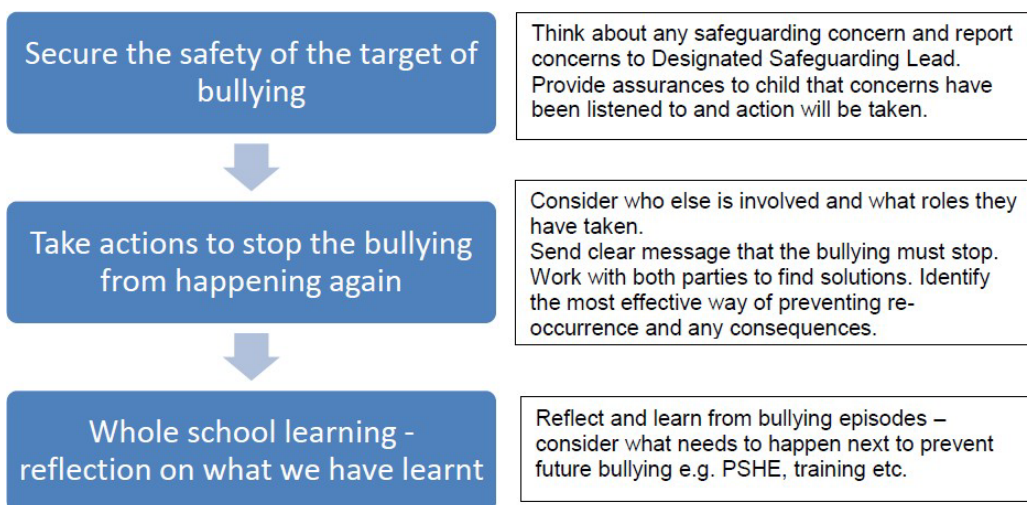 Secure the safety of the target of
bullying
Think about any safeguarding concern and report
concerns to Designated Safeguarding Lead.
Provide assurances to child that concerns have
been listened to and action will be taken.
Take actions to stop the bullying
from happening again
Consider who else is involved and what roles they
have taken.
Send clear message that the bullying must stop.
Work with both parties to find solutions. Identify
the most effective way of preventing re-
occurrence and any consequences.
Whole school learning -
reflection on what we have learnt
Reflect and learn from bullying episodes –
consider what needs to happen next to prevent
future bullying e.g. PSHE, training etc.